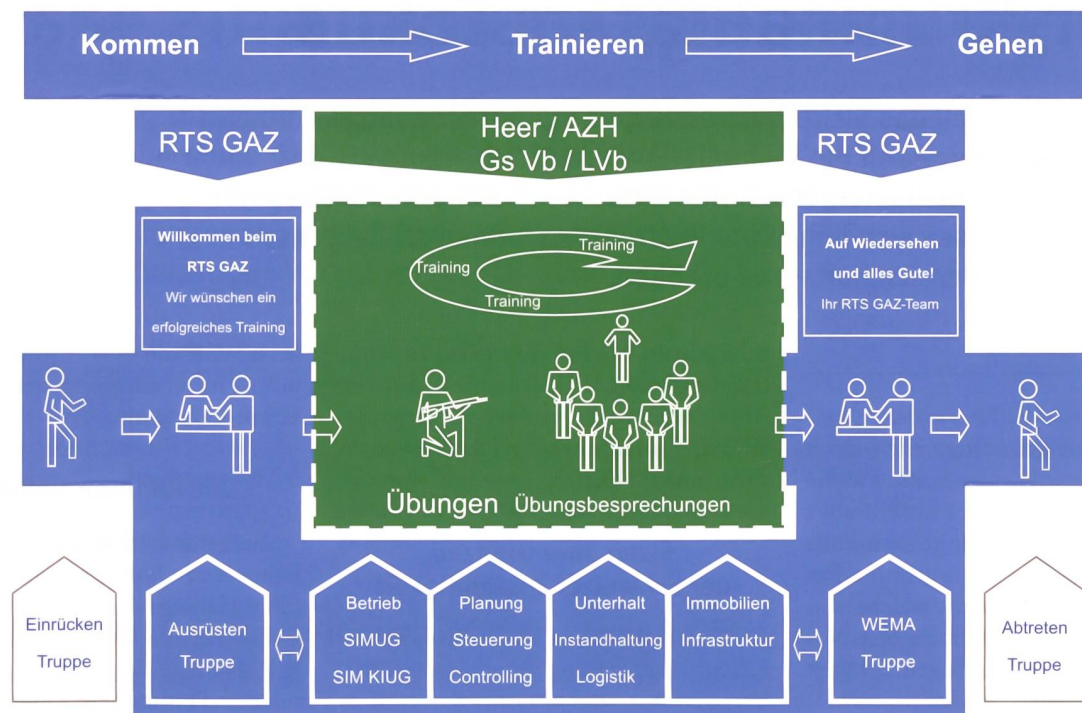 Kommen
Trainieren
Gehen
RTS GAZ
Heer / AZH
Gs Vb / LVb
RTS GAZ
Willkommen beim
RTS GAZ
Wir wünschen ein
erfolgreiches Training
Training
Training
Training
Auf Wiedersehen
und alles Gute!
Ihr RTS GAZ-Team
Übungen
Übungsbesprechungen
Einrücken
Truppe
Ausrüsten
Truppe
Betrieb
SIMUG
SIM KIUG
Planung
Steuerung
Controlling
Unterhalt
Instandhaltung
Logistik
Immobilien
Infrastruktur
WEMA
Truppe
Abtreten
Truppe